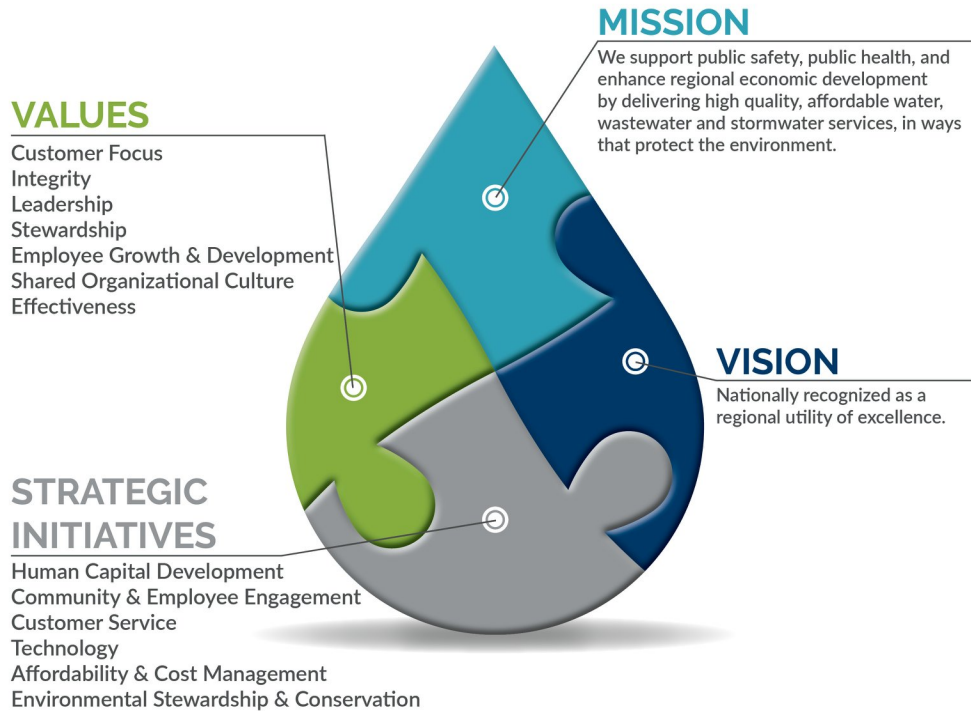 MISSION
We support public safety, public health, and
enhance regional economic development
by delivering high quality, affordable water,
wastewater and stormwater services, in ways
that protect the environment.
VALUES
Customer Focus
Integrity
Leadership
Stewardship
Employee Growth & Development
Shared Organizational Culture
Effectiveness
VISION
Nationally recognized as a
regional utility of excellence.
STRATEGIC
INITIATIVES
Human Capital Development
Community & Employee Engagement
Customer Service
Technology
Affordability & Cost Management
Environmental Stewardship & Conservation